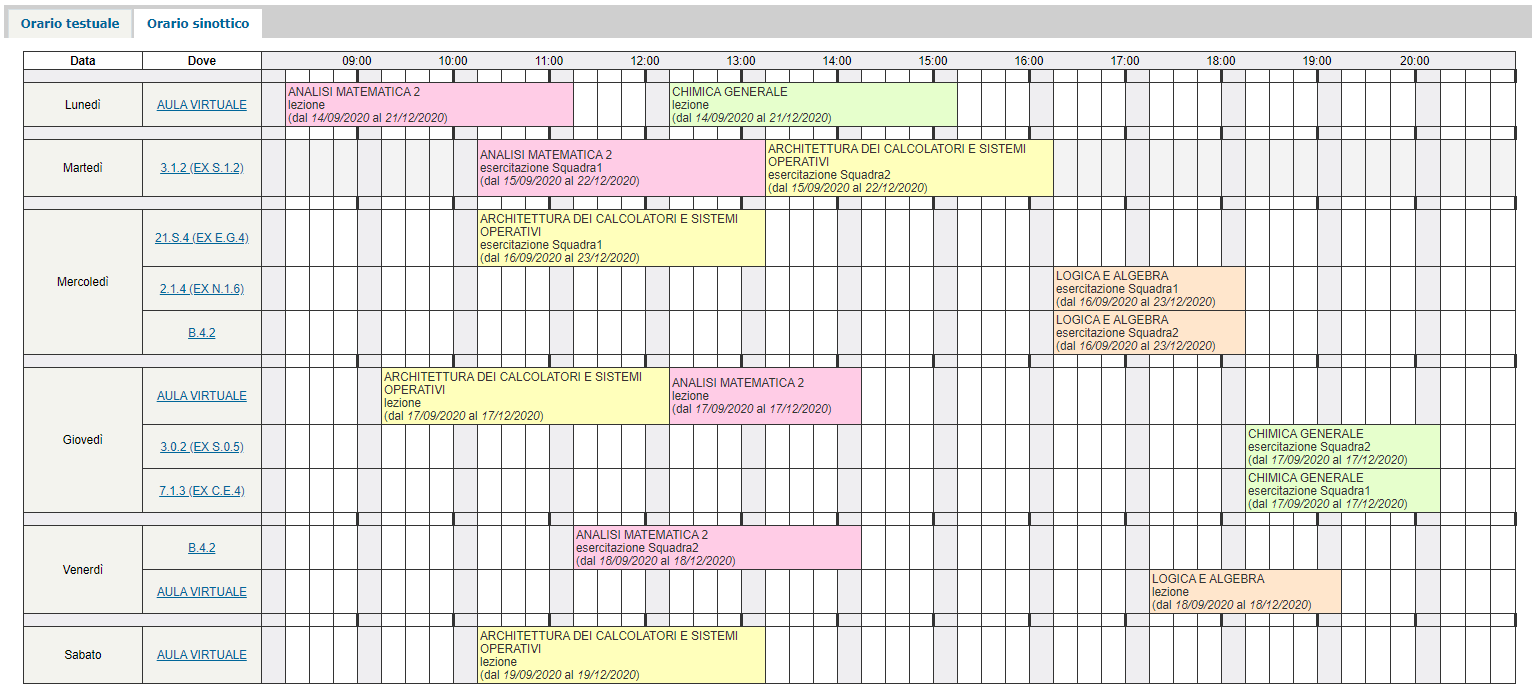 Orario testuale
Orario sinottico
Data Dove 09:00 10:00 11:00 12:00 13:00 14:00 15:00 16:00 17:00 18:00 19:00 20:00
Lunedì
AULA VIRTUALE
ANALISI MATEMATICA 2
lezione
(dal 14/09/2020 al 21/12/2020)
CHIMICA GENERALE
lezione
(dal 14/09/2020 al 21/12/2020)
Martedì
3.1.2 (EX S.1.2)
ANALISI MATEMATICA 2
esercitazione Squadra1
(dal 15/09/2020 al 22/12/2020)
ARCHITETTURA DEI CALCOLATORI E SISTEMI
OPERATIVI
esercitazione Squadra2
(dal 15/09/2020 al 22/12/2020)
Mercoledì
21.S.4 (EX E.G.4)
ARCHITETTURA DEI CALCOLATORI E SISTEMI
OPERATIVI
esercitazione Squadra1
(dal 16/09/2020 al 23/12/2020)
2.1.4 (EX N.1.6)
LOGICA E ALGEBRA
esercitazione Squadra1
(dal 16/09/2020 al 23/12/2020)
B.4.2
LOGICA E ALGEBRA
esercitazione Squadra2
(dal 16/09/2020 al 23/12/2020)
Giovedì
AULA VIRTUALE
ARCHITETTURA DEI CALCOLATORI E SISTEMI
OPERATIVI
lezione
(dal 17/09/2020 al 17/12/2020)
ANALISI MATEMATICA 2
lezione
(dal 17/09/2020 al 17/12/2020)
3.0.2 (EX S.0.5)
CHIMICA GENERALE
esercitazione Squadra2
(dal 17/09/2020 al 17/12/2020)
7.1.3 (EX C.E.4)
CHIMICA GENERALE
esercitazione Squadra1
(dal 17/09/2020 al 17/12/2020)
Venerdì
B.4.2
ANALISI MATEMATICA 2
esercitazione Squadra2
(dal 18/09/2020 al 18/12/2020)
AULA VIRTUALE
LOGICA E ALGEBRA
lezione
(dal 18/09/2020 al 18/12/2020)
Sabato
AULA VIRTUALE
ARCHITETTURA DEI CALCOLATORI E SISTEMI
OPERATIVI
lezione
(dal 19/09/2020 al 19/12/2020)